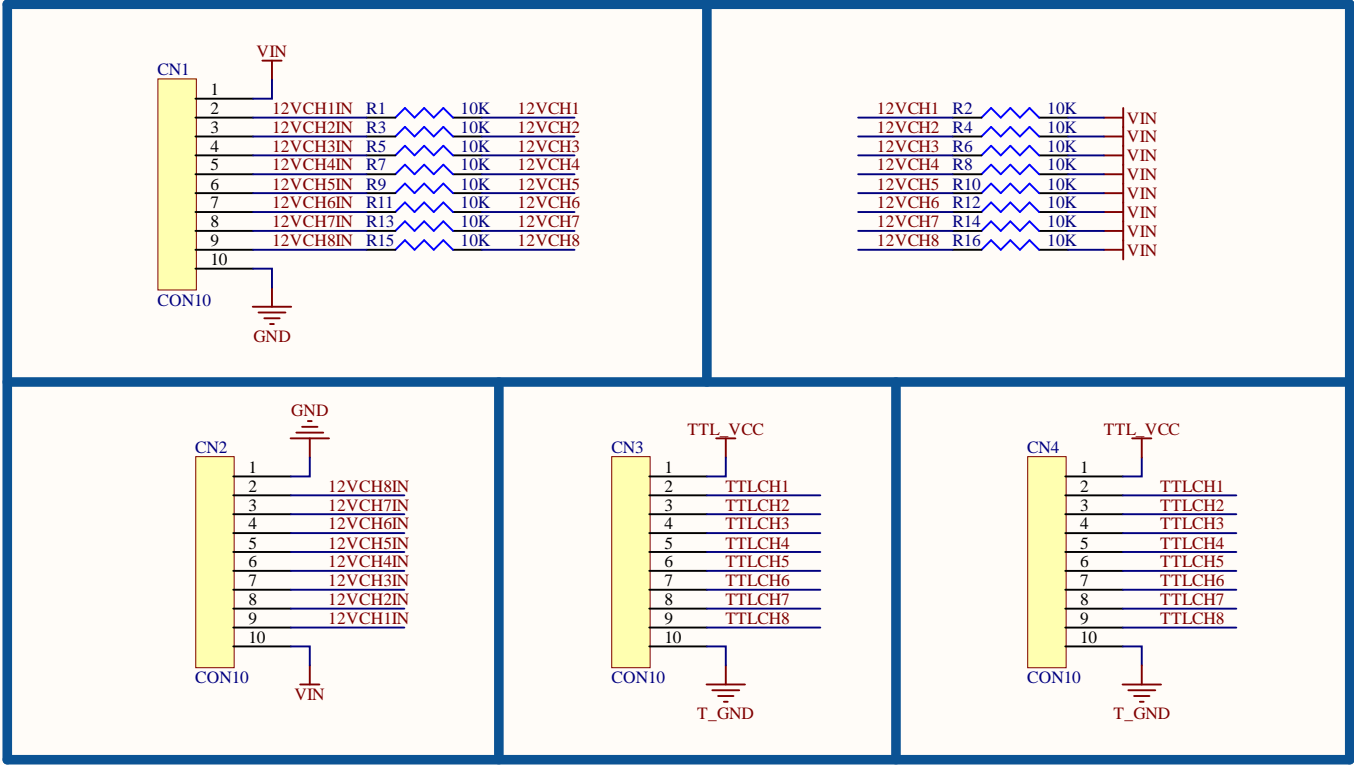 VIN
CN1
1
2 12VCH1IN R1 10K 12VCH1
3 12VCH2IN R3 10K 12VCH2
4 12VCH3IN R5 10K 12VCH3
5 12VCH4IN R7 10K 12VCH4
6 12VCH5IN R9 10K 12VCH5
7 12VCH6IN R11 10K 12VCH6
8 12VCH7IN R13 10K 12VCH7
9 12VCH8IN R15 10K 12VCH8
10
CON10
GND
12VCH1 R2 10K VIN
12VCH2 R4 10K VIN
12VCH3 R6 10K VIN
12VCH4 R8 10K VIN
12VCH5 R10 10K VIN
12VCH6 R12 10K VIN
12VCH7 R14 10K VIN
12VCH8 R16 10K VIN
GND
CN2
1
2 12VCH8IN
3 12VCH7IN
4 12VCH6IN
5 12VCH5IN
6 12VCH4IN
7 12VCH3IN
8 12VCH2IN
9 12VCH1IN
10
CON10
VIN
TTL_VCC
CN3
1
2 TTLCH1
3 TTLCH2
4 TTLCH3
5 TTLCH4
6 TTLCH5
7 TTLCH6
8 TTLCH7
9 TTLCH8
10
CON10
T_GND
TTL_VCC
CN4
1
2 TTLCH1
3 TTLCH2
4 TTLCH3
5 TTLCH4
6 TTLCH5
7 TTLCH6
8 TTLCH7
9 TTLCH8
10
CON10
T_GND